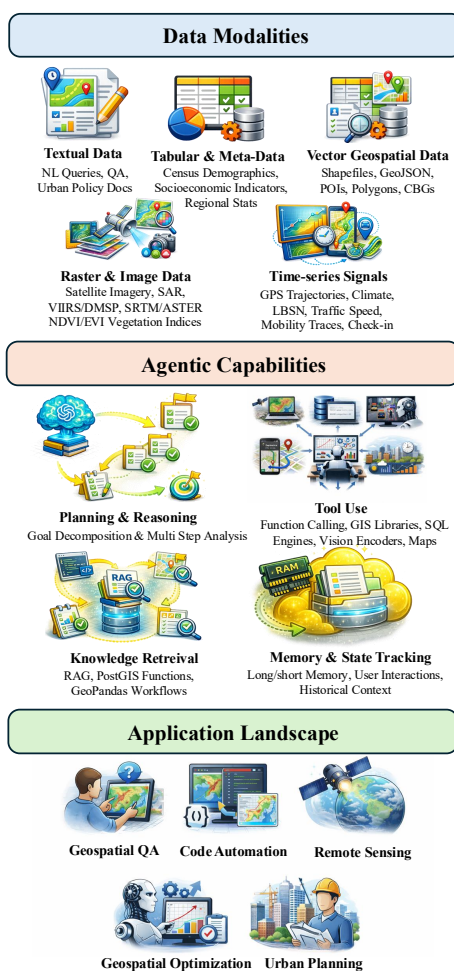 Data Modalities
Textual Data
NL Queries, QA,
Urban Policy Docs
Tabular & Meta-Data
Census Demographics,
Socioeconomic Indicators,
Regional Stats
Vector Geospatial Data
Shapefiles, GeoJSON,
POIs, Polygons, CBGs
Raster & Image Data
Satellite Imagery, SAR,
VIIRS/DMSP, SRTM/ASTER
NDVI/EVI Vegetation Indices
Time-series Signals
GPS Trajectories, Climate,
LBSN, Traffic Speed,
Mobility Traces, Check-in
Agentic Capabilities
Planning & Reasoning
Goal Decomposition & Multi Step Analysis
Tool Use
Function Calling, GIS Libraries, SQL
Engines, Vision Encoders, Maps
RAG
Knowledge Retreival
RAG, PostGIS Functions,
GeoPandas Workflows
RAM
Memory & State Tracking
Long/short Memory, User Interactions,
Historical Context
Application Landscape
?
Geospatial QA
{()}
Code Automation
Remote Sensing
Geospatial Optimization
Urban Planning